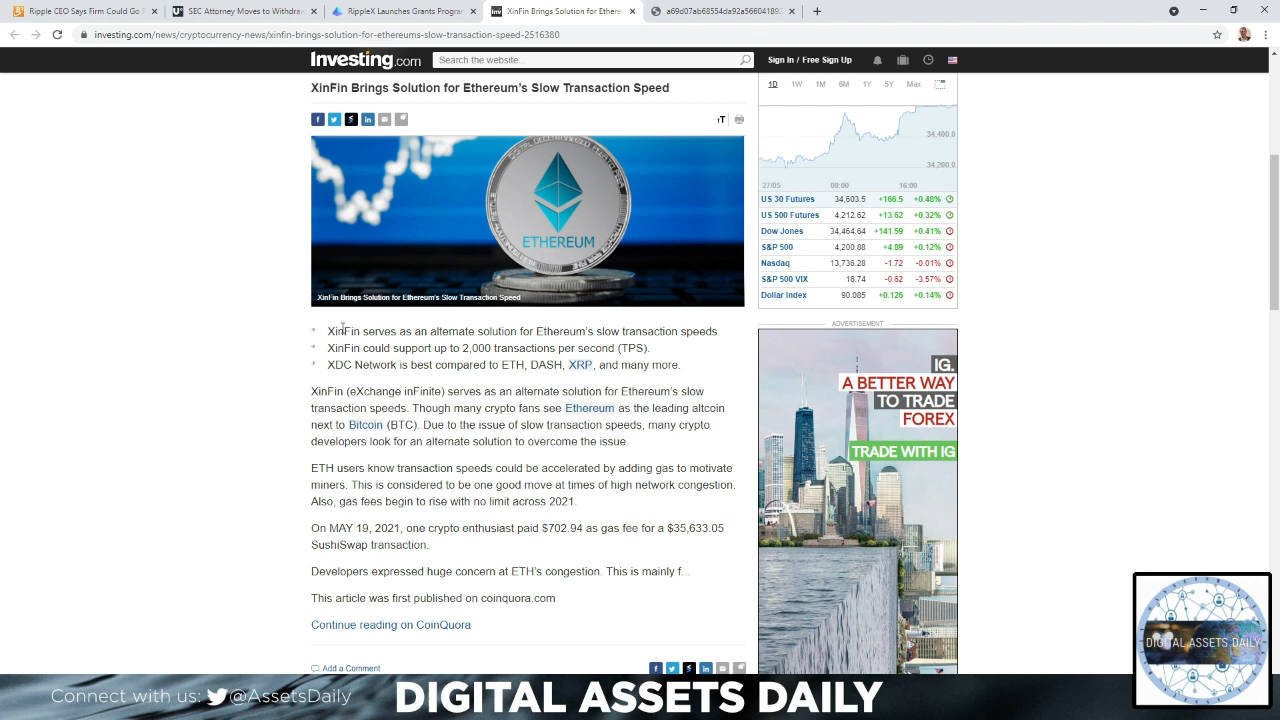 Ripple CEO Says Firm Could Go P
SEC Attorney Moves to Withdraw
RippleX Launches Grants Program
XinFin Brings Solution for Ether
a69d07ab68554da92a56604189
investing.com/news/cryptocurrency-news/xinfin-brings-solution-for-ethereums-slow-transaction-speed-2516380
Investing.com
Search the website...
Sign In / Free Sign Up
XinFin Brings Solution for Ethereum's Slow Transaction Speed
ETHEREUM
XinFin Brings Solution for Ethereum's Slow Transaction Speed
XinFin serves as an alternate solution for Ethereum's slow transaction speeds.
XinFin could support up to 2,000 transactions per second (TPS).
XDC Network is best compared to ETH, DASH, XRP, and many more.
XinFin (eXchange inFinite) serves as an alternate solution for Ethereum's slow
transaction speeds. Though many crypto fans see Ethereum as the leading altcoin
next to Bitcoin (BTC). Due to the issue of slow transaction speeds, many crypto
developers look for an alternate solution to overcome the issue.
ETH users know transaction speeds could be accelerated by adding gas to motivate
miners. This is considered to be one good move at times of high network congestion.
Also, gas fees begin to rise with no limit across 2021.
On MAY 19, 2021, one crypto enthusiast paid $702.94 as gas fee for a $35,633.05
SushiSwap transaction.
Developers expressed huge concern at ETH's congestion. This is mainly f...
This article was first published on coinquora.com
Continue reading on CoinQuora
Add a Comment
1D 1W 1M 6M 1Y 5Y Max
34,400.0
34,200.0
27/05 00:00 16:00
US 30 Futures 34,603.5 +166.5 +0.48%
US 500 Futures 4,212.62 +13.62 +0.32%
Dow Jones 34,464.64 +141.59 +0.41%
S&P 500 4,200.88 +4.89 +0.12%
Nasdaq 13,736.28 -1.72 -0.01%
S&P 500 VIX 16.74 -0.62 -3.57%
Dollar Index 90.085 +0.126 +0.14%
ADVERTISEMENT
IG.
A BETTER WAY
TO TRADE
FOREX
TRADE WITH IG
DIGITAL ASSETS DAILY
Connect with us: @AssetsDaily
DIGITAL ASSETS DAILY